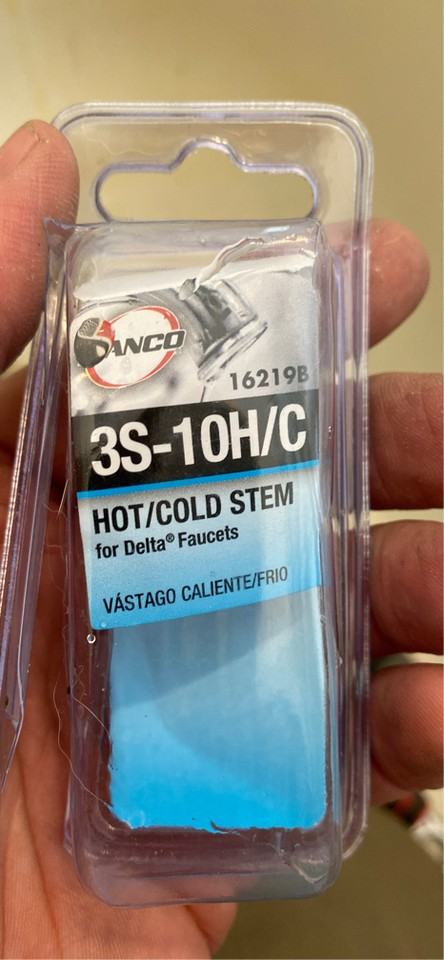 DANCO
16219B
3S-10H/C
HOT/COLD STEM
for Delta® Faucets
VÁSTAGO CALIENTE/FRIO